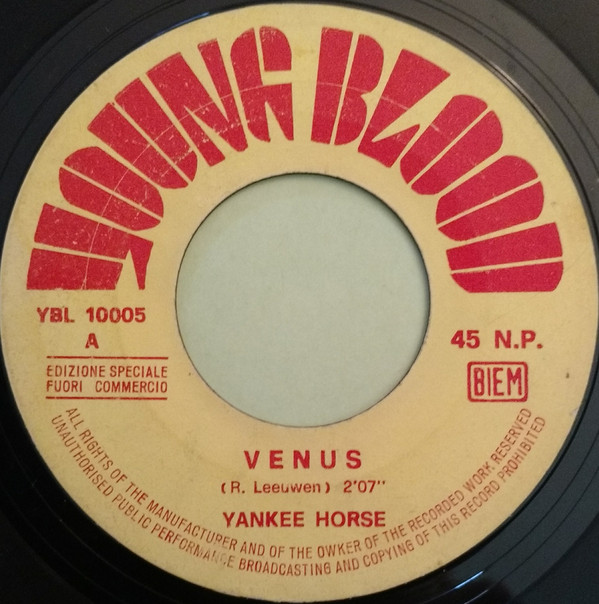 YOUNG BLOOD
YBL 10005
A
45 N.P.
EDIZIONE SPECIALE
FUORI COMMERCIO
BIEM
VENUS
(R. Leeuwen) 2'07"
YANKEE HORSE
ALL RIGHTS OF THE MANUFACTURER AND OF THE OWKER OF THE RECORDED WORK RESERVED
UNAUTHORISED PUBLIC PERFORMANCE BROADCASTING AND COPYING OF THIS RECORD PROHIBITED